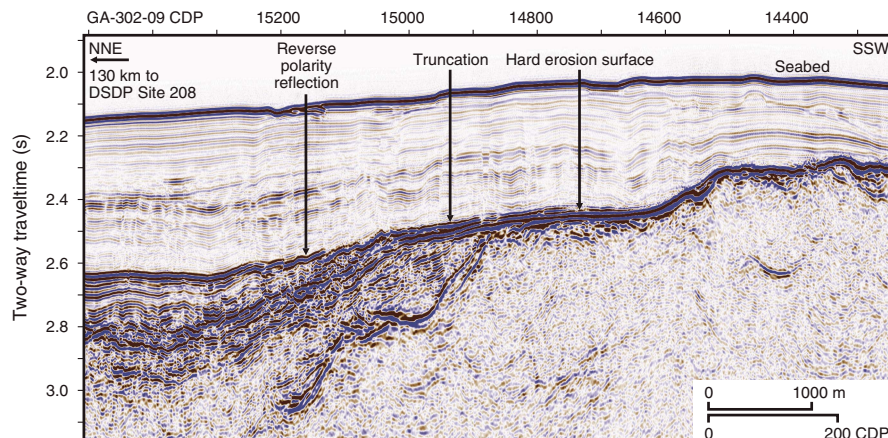 GA-302-09 CDP 15200 15000 14800 14600 14400
NNE
130 km to
DSDP Site 208
Reverse
polarity
reflection
Truncation
Hard erosion surface
SSW
Seabed
Two-way traveltime (s)
2.0
2.2
2.4
2.6
2.8
3.0
0 1000 m
0 200 CDP